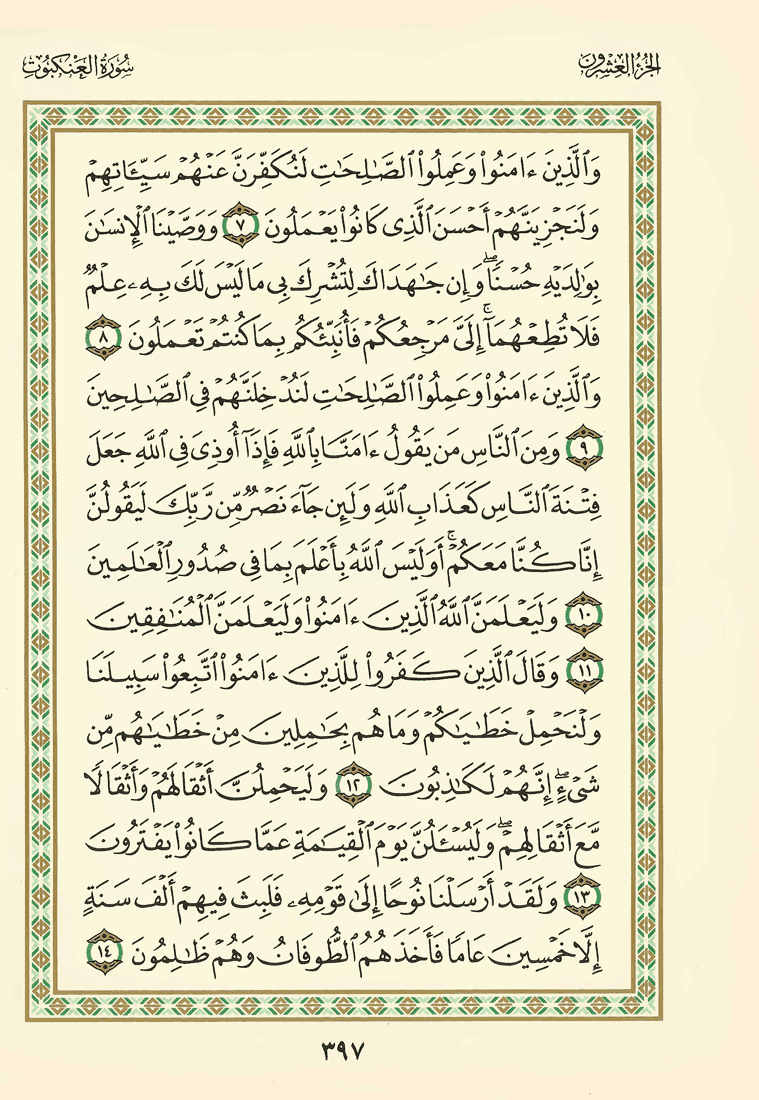 الجزء العشرون
سورة العنكبوت
وَٱلَّذِينَ ءَامَنُوا۟ وَعَمِلُوا۟ ٱلصَّـٰلِحَـٰتِ لَنُكَفِّرَنَّ عَنْهُمْ سَيِّـَٔاتِهِمْ
وَلَنَجْزِيَنَّهُمْ أَحْسَنَ ٱلَّذِى كَانُوا۟ يَعْمَلُونَ ٧ وَوَصَّيْنَا ٱلْإِنسَـٰنَ
بِوَٰلِدَيْهِ حُسْنًا ۖ وَإِن جَـٰهَدَاكَ لِتُشْرِكَ بِى مَا لَيْسَ لَكَ بِهِۦ عِلْمٌ
فَلَا تُطِعْهُمَآ ۚ إِلَىَّ مَرْجِعُكُمْ فَأُنَبِّئُكُم بِمَا كُنتُمْ تَعْمَلُونَ ٨
وَٱلَّذِينَ ءَامَنُوا۟ وَعَمِلُوا۟ ٱلصَّـٰلِحَـٰتِ لَنُدْخِلَنَّهُمْ فِى ٱلصَّـٰلِحِينَ
٩ وَمِنَ ٱلنَّاسِ مَن يَقُولُ ءَامَنَّا بِٱللَّهِ فَإِذَآ أُوذِىَ فِى ٱللَّهِ جَعَلَ
فِتْنَةَ ٱلنَّاسِ كَعَذَابِ ٱللَّهِ وَلَئِن جَآءَ نَصْرٌ مِّن رَّبِّكَ لَيَقُولُنَّ
إِنَّا كُنَّا مَعَكُمْ ۚ أَوَلَيْسَ ٱللَّهُ بِأَعْلَمَ بِمَا فِى صُدُورِ ٱلْعَـٰلَمِينَ
١٠ وَلَيَعْلَمَنَّ ٱللَّهُ ٱلَّذِينَ ءَامَنُوا۟ وَلَيَعْلَمَنَّ ٱلْمُنَـٰفِقِينَ
١١ وَقَالَ ٱلَّذِينَ كَفَرُوا۟ لِلَّذِينَ ءَامَنُوا۟ ٱتَّبِعُوا۟ سَبِيلَنَا
وَلْنَحْمِلْ خَطَـٰيَـٰكُمْ وَمَا هُم بِحَـٰمِلِينَ مِنْ خَطَـٰيَـٰهُم مِّن
شَىْءٍ ۖ إِنَّهُمْ لَكَـٰذِبُونَ ١٢ وَلَيَحْمِلُنَّ أَثْقَالَهُمْ وَأَثْقَالًا
مَّعَ أَثْقَالِهِمْ ۖ وَلَيُسْـَٔلُنَّ يَوْمَ ٱلْقِيَـٰمَةِ عَمَّا كَانُوا۟ يَفْتَرُونَ
١٣ وَلَقَدْ أَرْسَلْنَا نُوحًا إِلَىٰ قَوْمِهِۦ فَلَبِثَ فِيهِمْ أَلْفَ سَنَةٍ
إِلَّا خَمْسِينَ عَامًا فَأَخَذَهُمُ ٱلطُّوفَانُ وَهُمْ ظَـٰلِمُونَ ١٤
٣٩٧